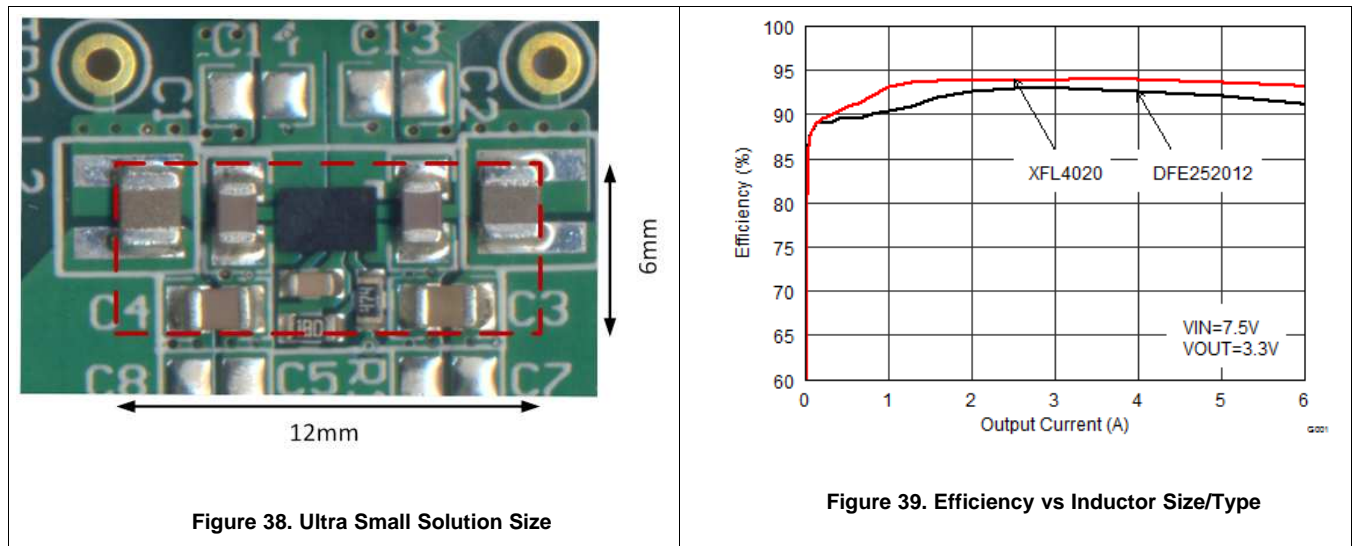 C14
C13
C1
C2
C4
C3
474
180
C8
C5
C7
6mm
12mm
Figure 38. Ultra Small Solution Size
100
95
90
85
80
75
70
65
60
Efficiency (%)
XFL4020
DFE252012
VIN=7.5V
VOUT=3.3V
0 1 2 3 4 5 6
Output Current (A)
G001
Figure 39. Efficiency vs Inductor Size/Type